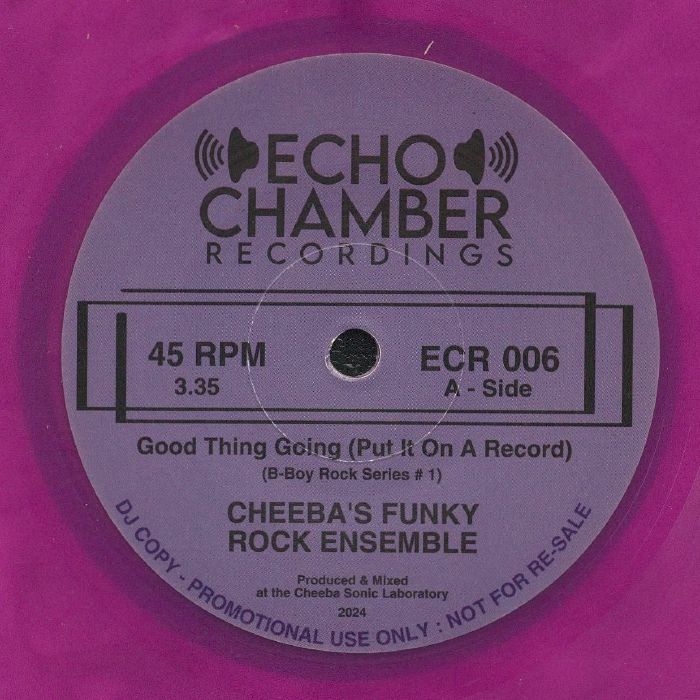 ECHO
CHAMBER
RECORDINGS
45 RPM
3.35
ECR 006
A - Side
Good Thing Going (Put It On A Record)
(B-Boy Rock Series # 1)
CHEEBA'S FUNKY
ROCK ENSEMBLE
Produced & Mixed
at the Cheeba Sonic Laboratory
2024
DJ COPY - PROMOTIONAL USE ONLY : NOT FOR RE-SALE